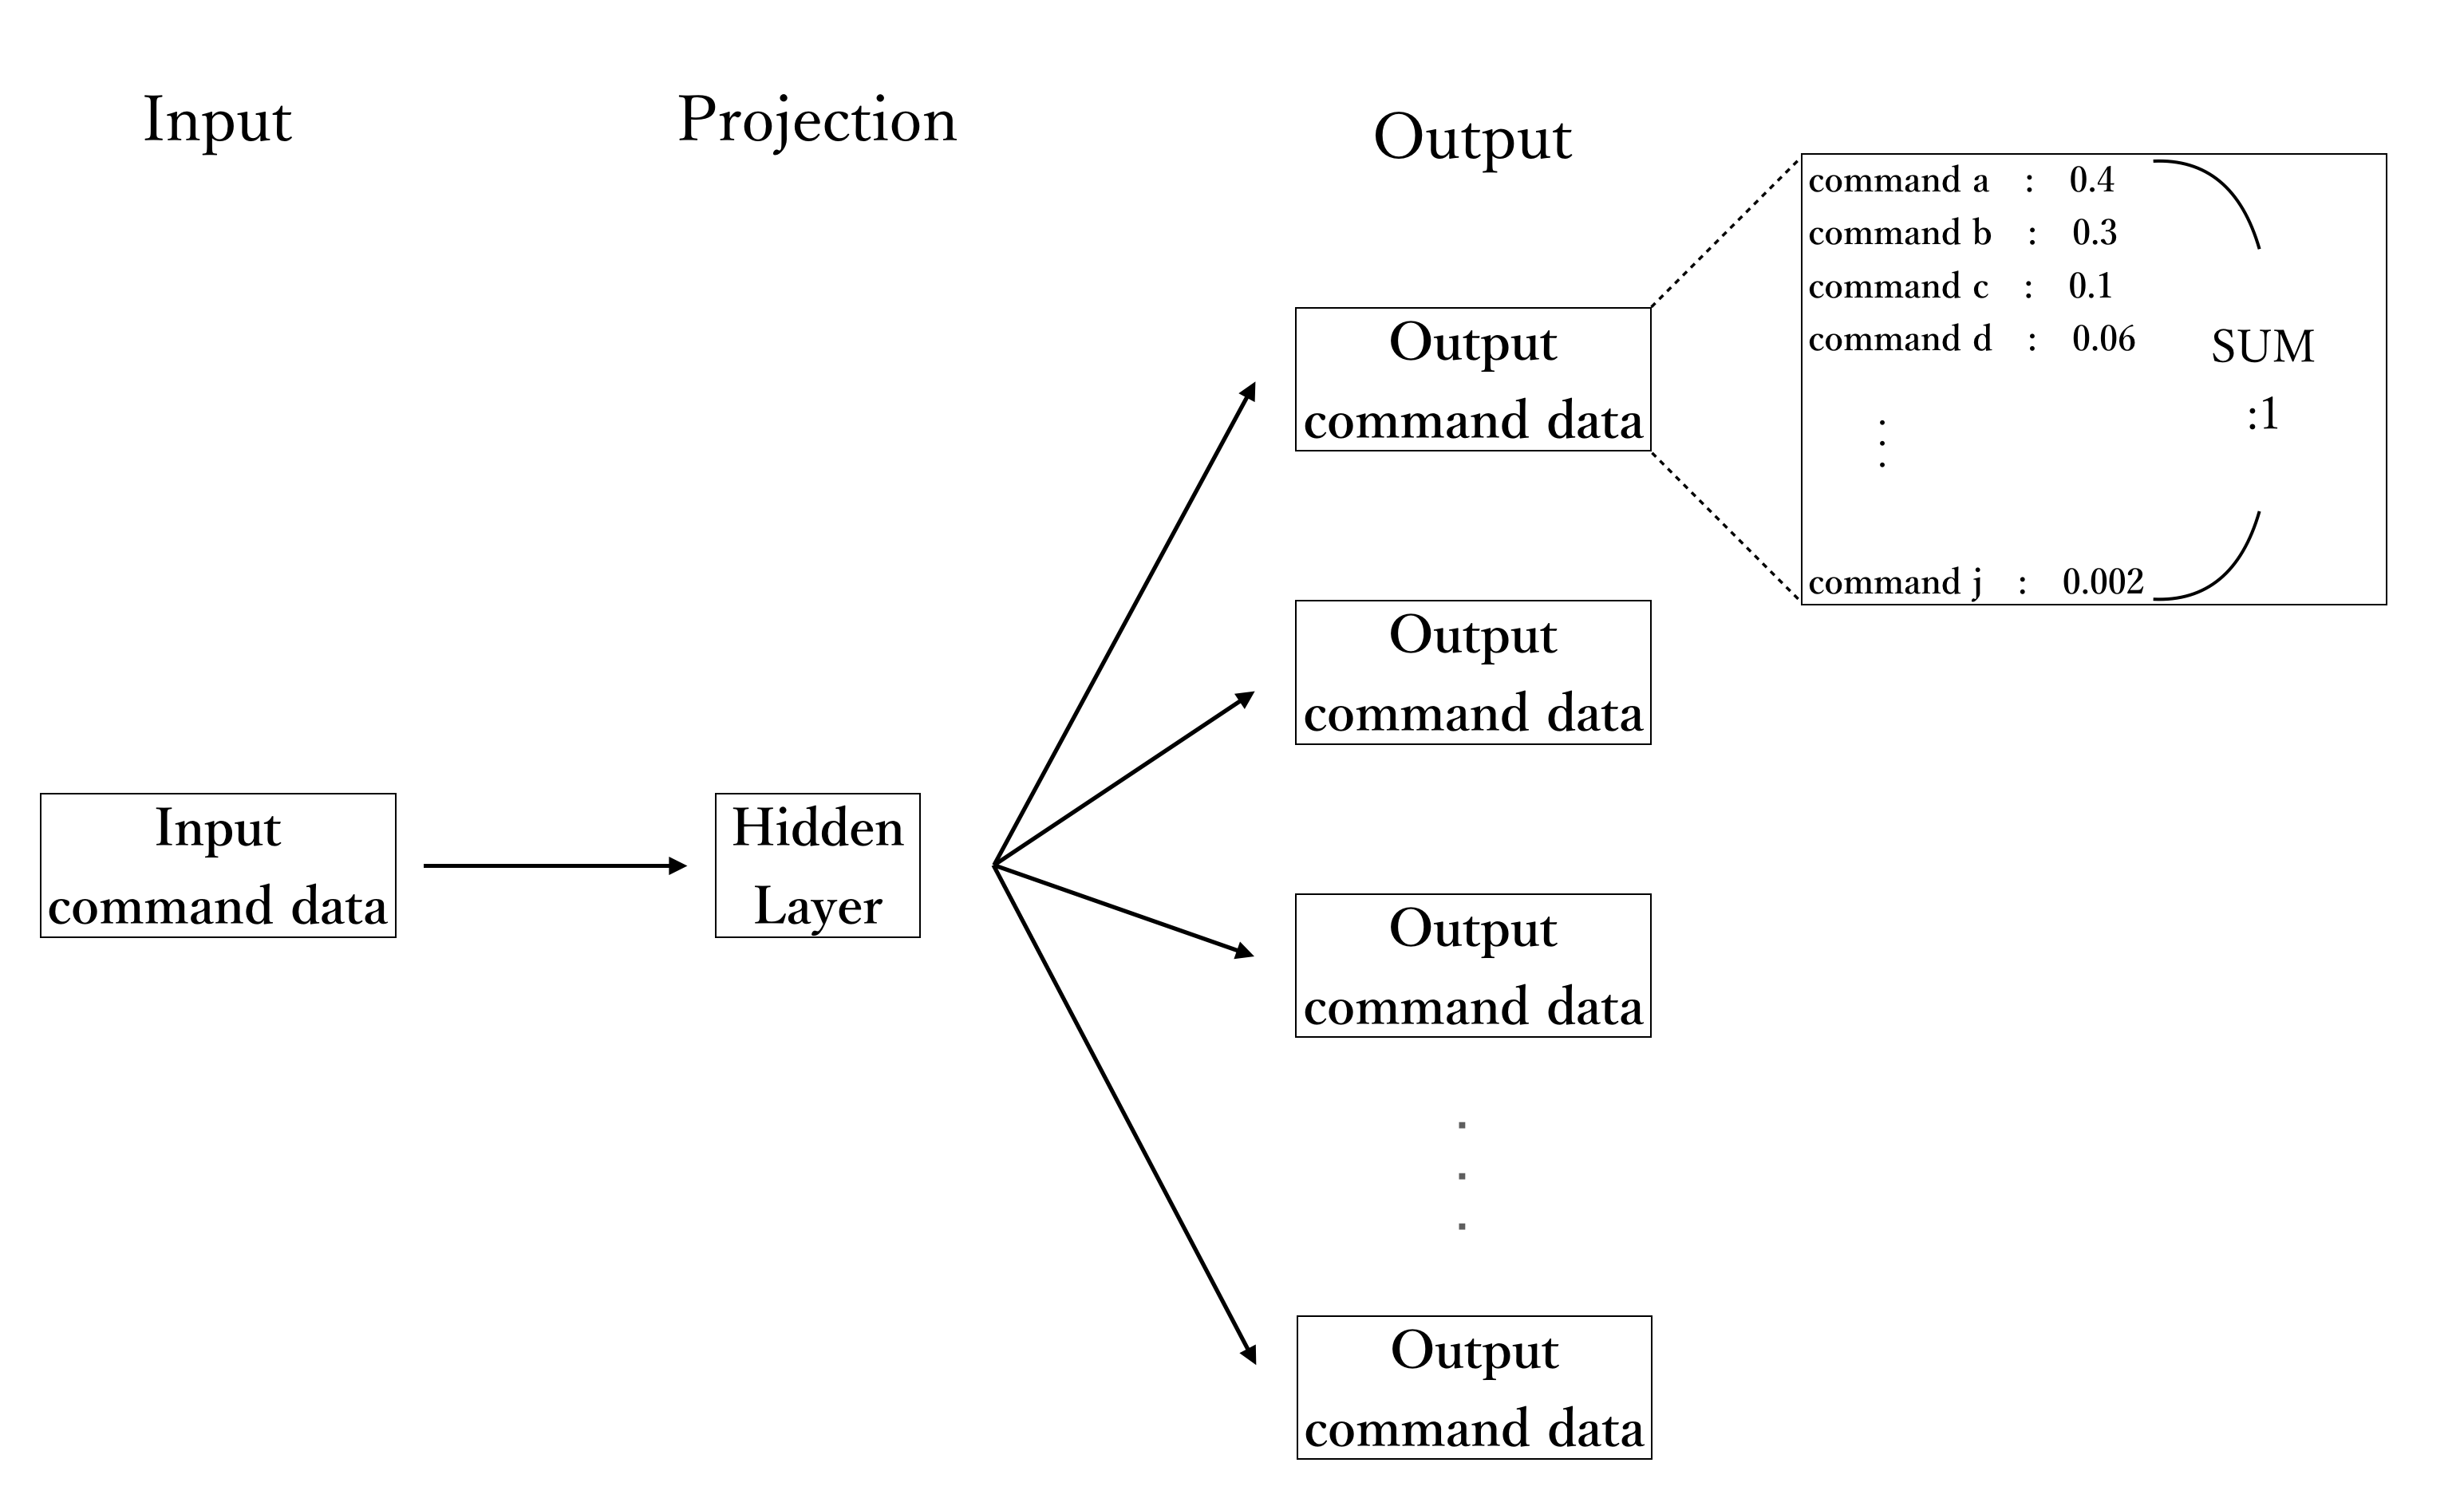 Input
Projection
Output
command a : 0.4
command b : 0.3
command c : 0.1
command d : 0.06
.
.
.
command j : 0.002
SUM
:1
Output
command data
Output
command data
Input
command data
Hidden
Layer
Output
command data
.
.
.
Output
command data